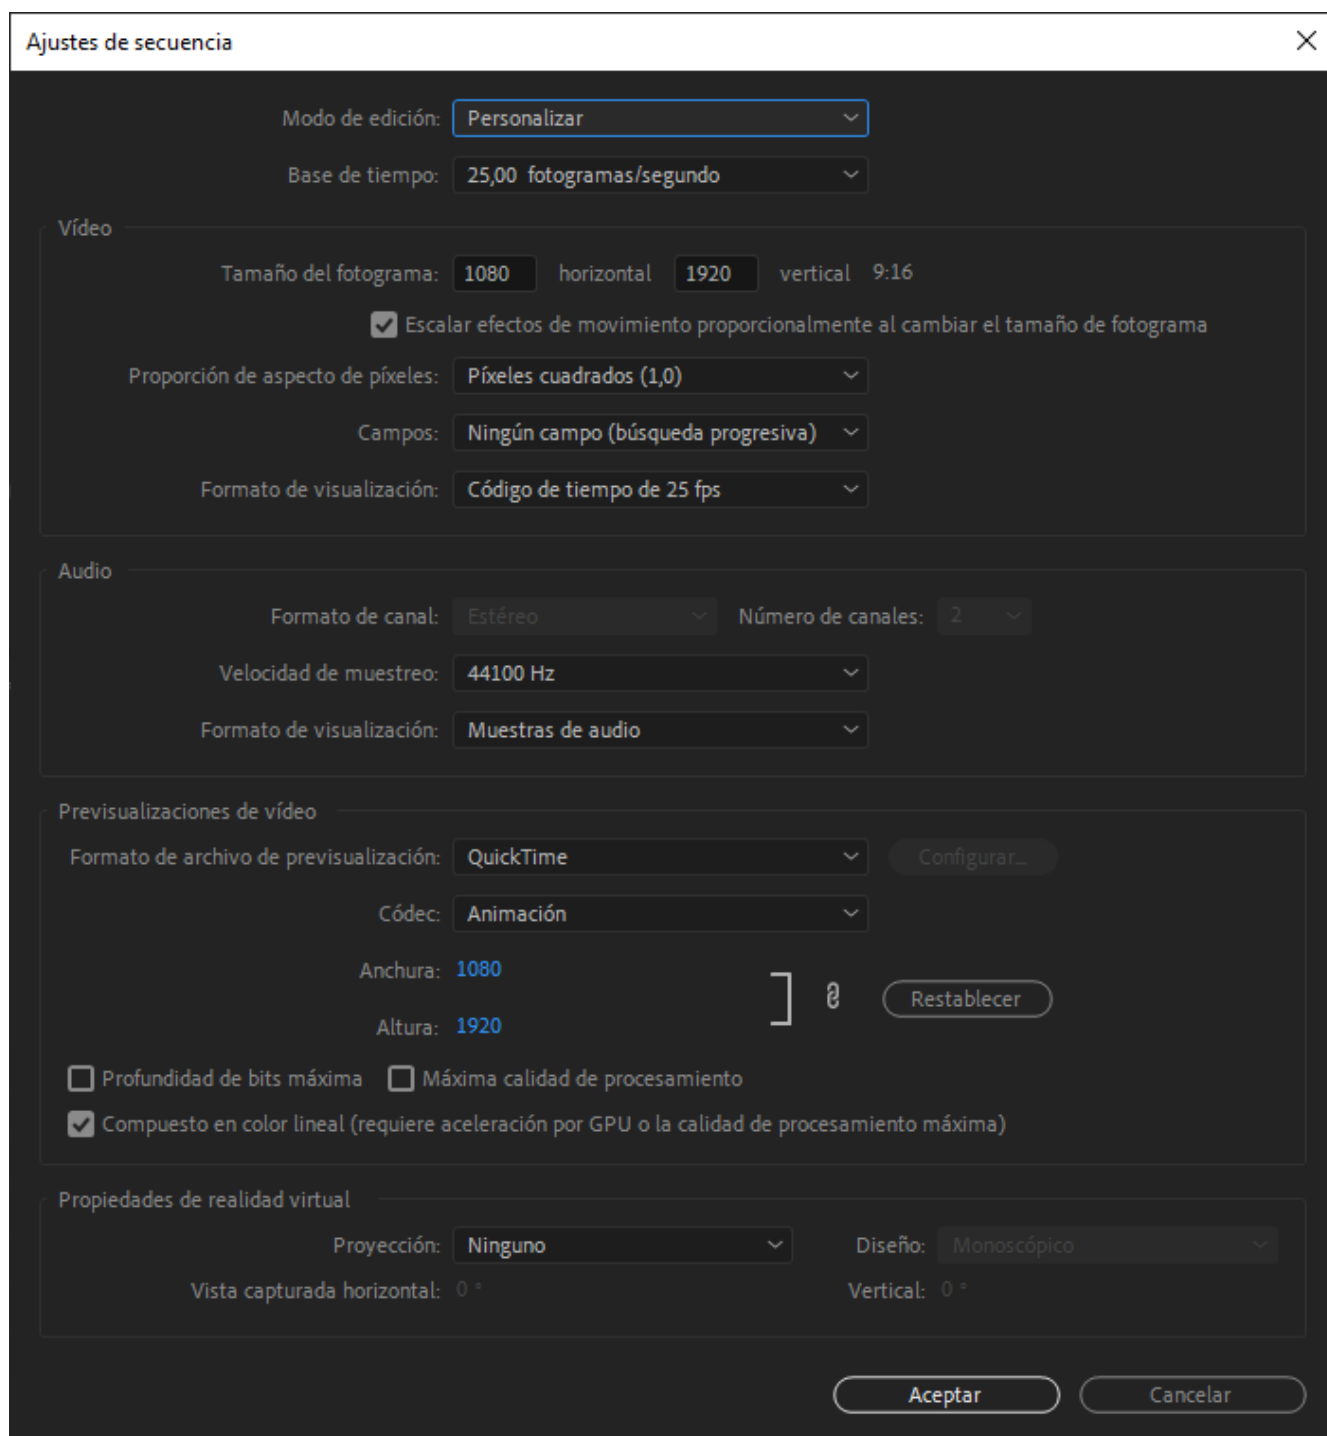 Ajustes de secuencia
Modo de edición: Personalizar
Base de tiempo: 25,00 fotogramas/segundo
Vídeo
Tamaño del fotograma: 1080 horizontal 1920 vertical 9:16
Escalar efectos de movimiento proporcionalmente al cambiar el tamaño de fotograma
Proporción de aspecto de píxeles: Píxeles cuadrados (1,0)
Campos: Ningún campo (búsqueda progresiva)
Formato de visualización: Código de tiempo de 25 fps
Audio
Formato de canal: Estéreo Número de canales: 2
Velocidad de muestreo: 44100 Hz
Formato de visualización: Muestras de audio
Previsualizaciones de vídeo
Formato de archivo de previsualización: QuickTime Configurar...
Códec: Animación
Anchura: 1080
Restablecer
Altura: 1920
Profundidad de bits máxima Máxima calidad de procesamiento
Compuesto en color lineal (requiere aceleración por GPU o la calidad de procesamiento máxima)
Propiedades de realidad virtual
Proyección: Ninguno Diseño: Monoscópico
Vista capturada horizontal: 0 ° Vertical: 0 °
Aceptar Cancelar